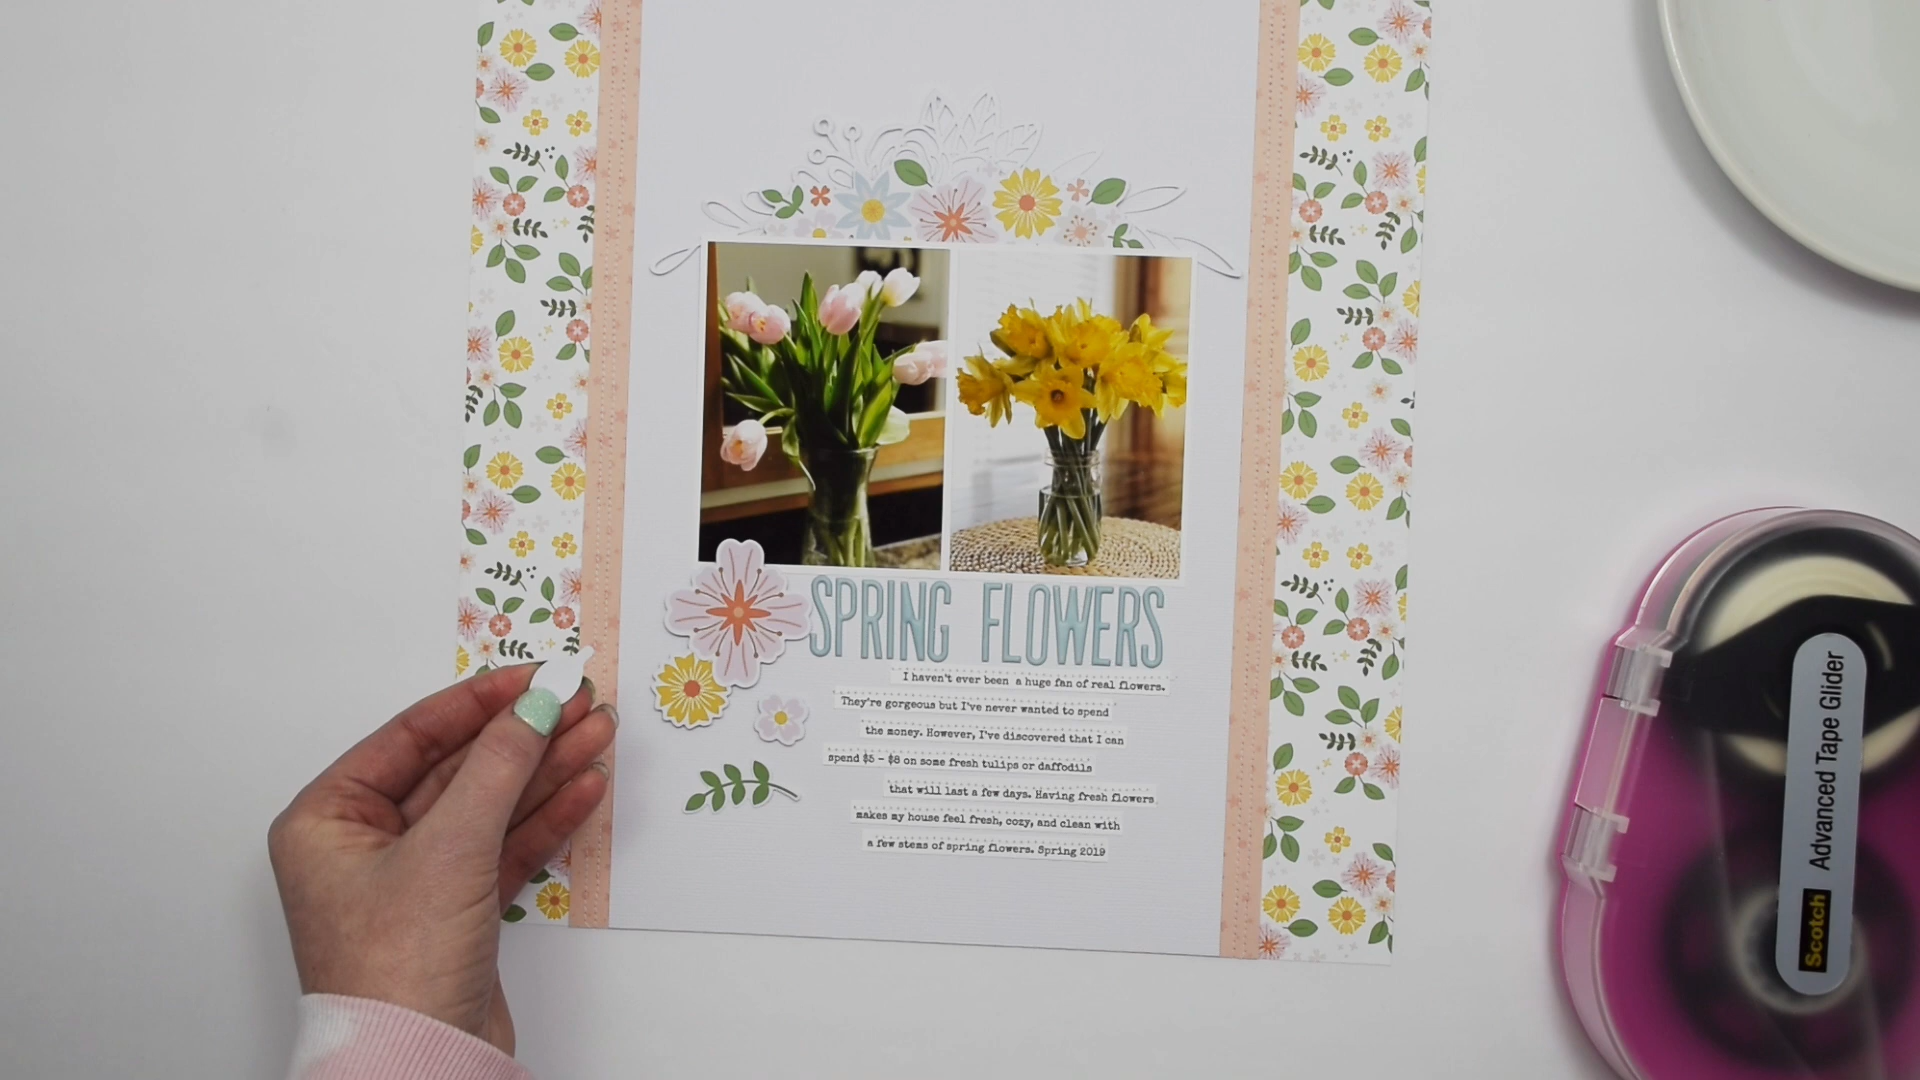 SPRING FLOWERS
I haven't ever been a huge fan of real flowers.
They're gorgeous but I've never wanted to spend
the money. However, I've discovered that I can
spend $5 - $8 on some fresh tulips or daffodils
that will last a few days. Having fresh flowers
makes my house feel fresh, cozy, and clean with
a few stems of spring flowers. Spring 2019
Scotch Advanced Tape Glider